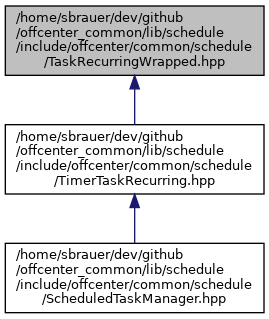 /home/sbrauer/dev/github
/offcenter_common/lib/schedule
/include/offcenter/common/schedule
/TaskRecurringWrapped.hpp
/home/sbrauer/dev/github
/offcenter_common/lib/schedule
/include/offcenter/common/schedule
/TimerTaskRecurring.hpp
/home/sbrauer/dev/github
/offcenter_common/lib/schedule
/include/offcenter/common/schedule
/ScheduledTaskManager.hpp